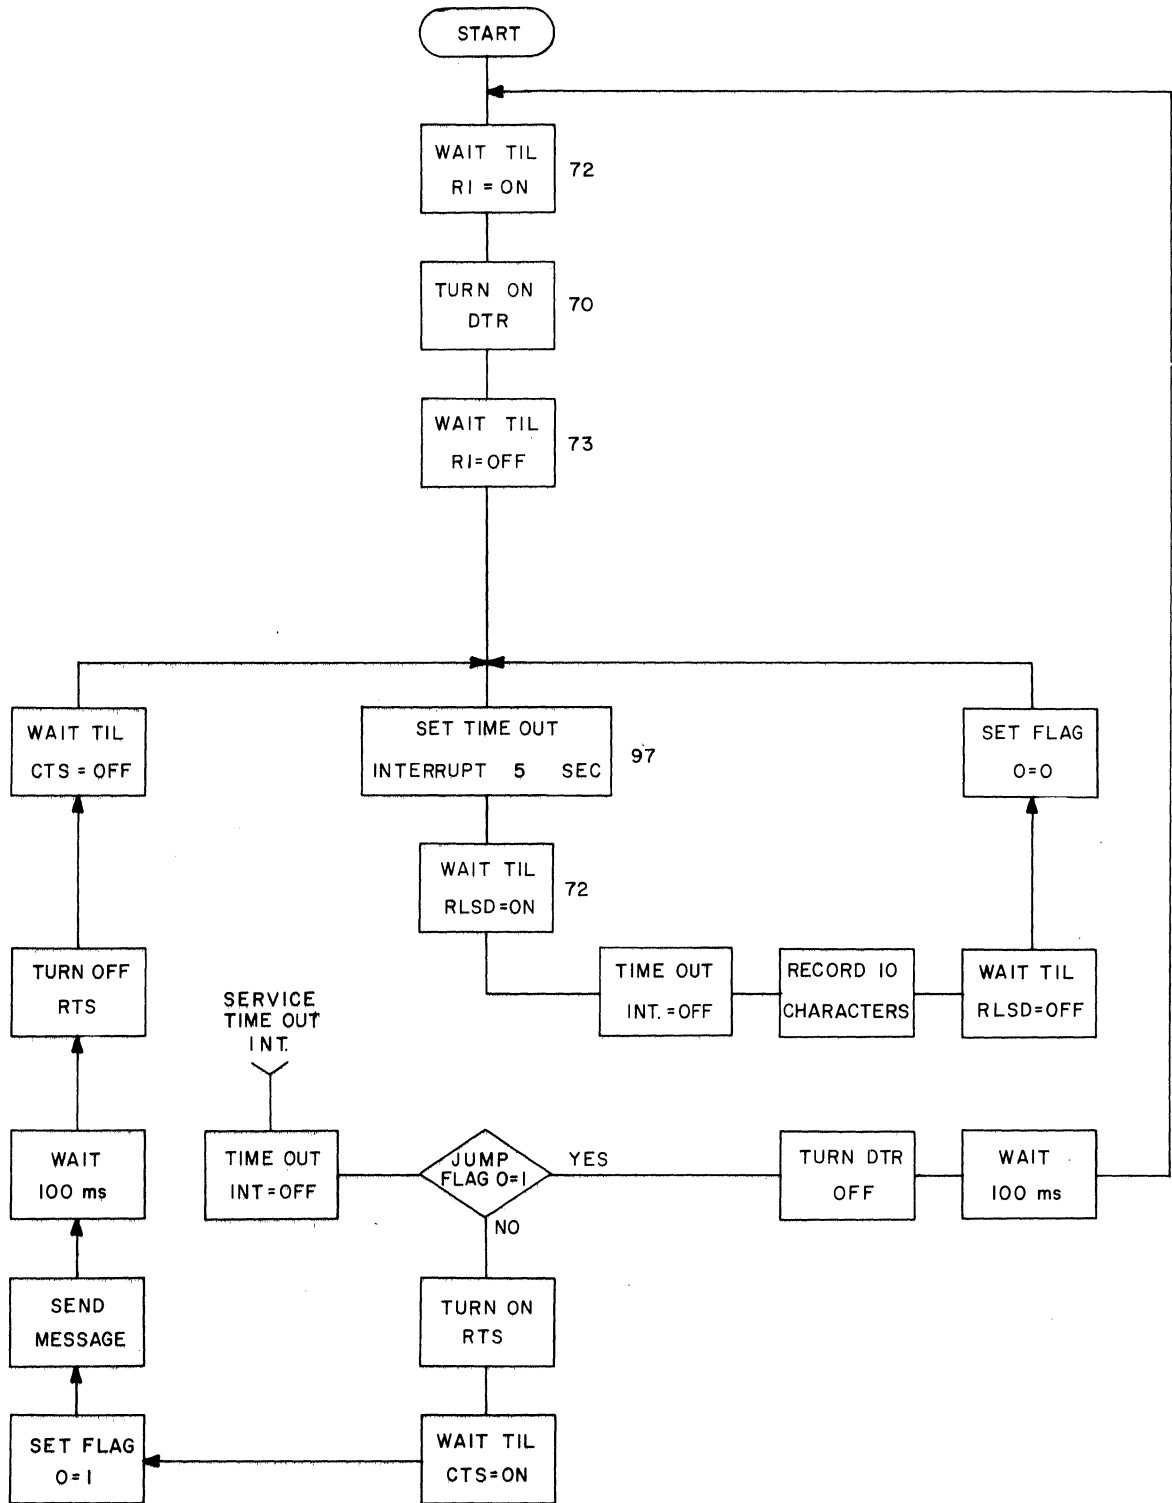 START
WAIT TIL
RI = ON
72
TURN ON
DTR
70
WAIT TIL
RI=OFF
73
WAIT TIL
CTS = OFF
SET TIME OUT
INTERRUPT 5 SEC
97
SET FLAG
0=0
WAIT TIL
RLSD=ON
72
TURN OFF
RTS
SERVICE
TIME OUT
INT.
TIME OUT
INT.=OFF
RECORD 10
CHARACTERS
WAIT TIL
RLSD=OFF
WAIT
100 ms
TIME OUT
INT=OFF
JUMP
FLAG 0=1
YES
NO
TURN DTR
OFF
WAIT
100 ms
SEND
MESSAGE
TURN ON
RTS
SET FLAG
0=1
WAIT TIL
CTS=ON